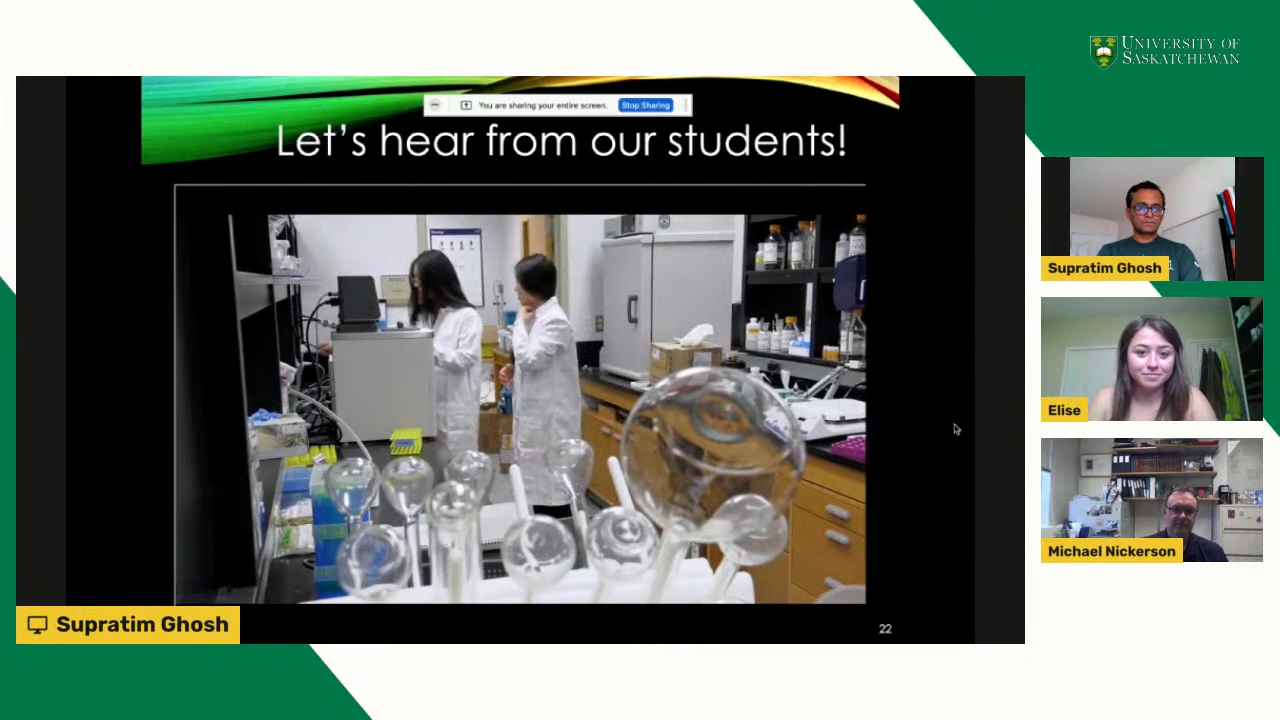 UNIVERSITY OF
SASKATCHEWAN
You are sharing your entire screen. Stop Sharing
Let's hear from our students!
Supratim Ghosh
Elise
Michael Nickerson
Supratim Ghosh
22